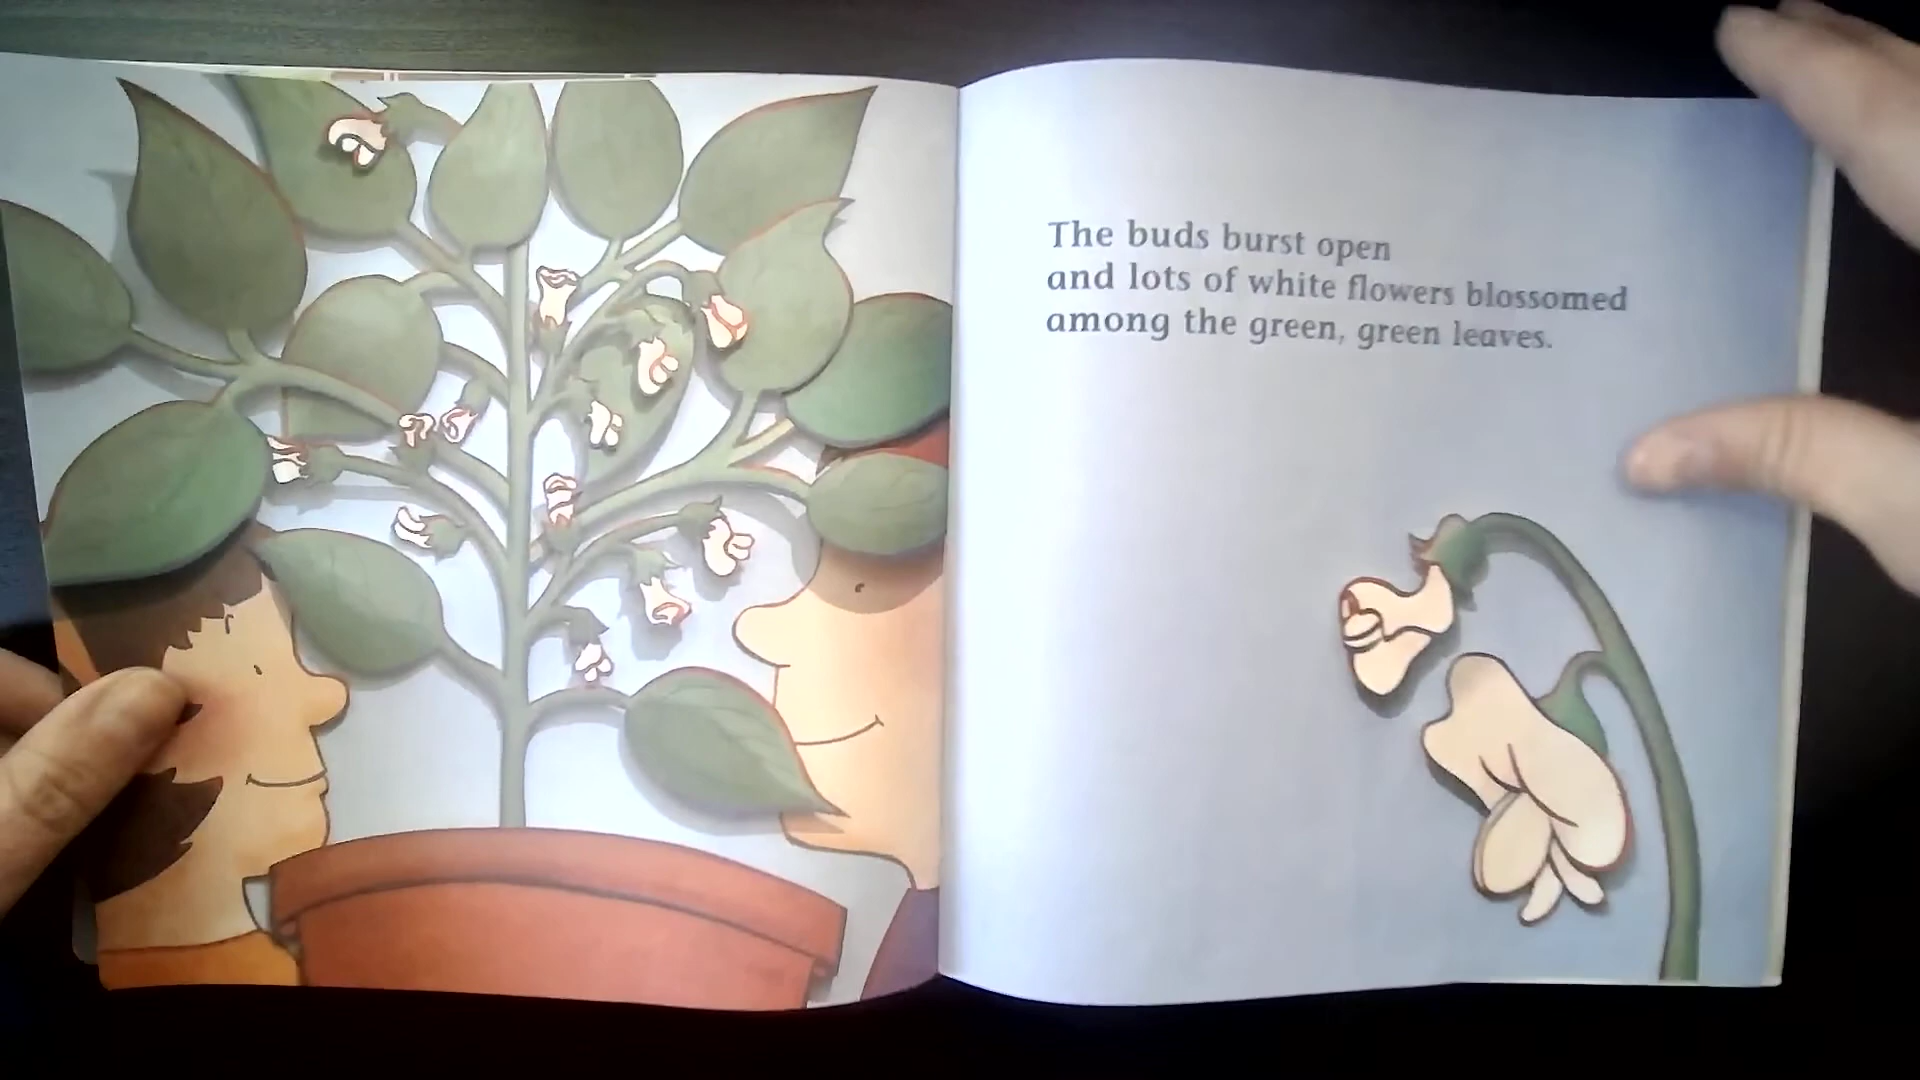 The buds burst open
and lots of white flowers blossomed
among the green, green leaves.